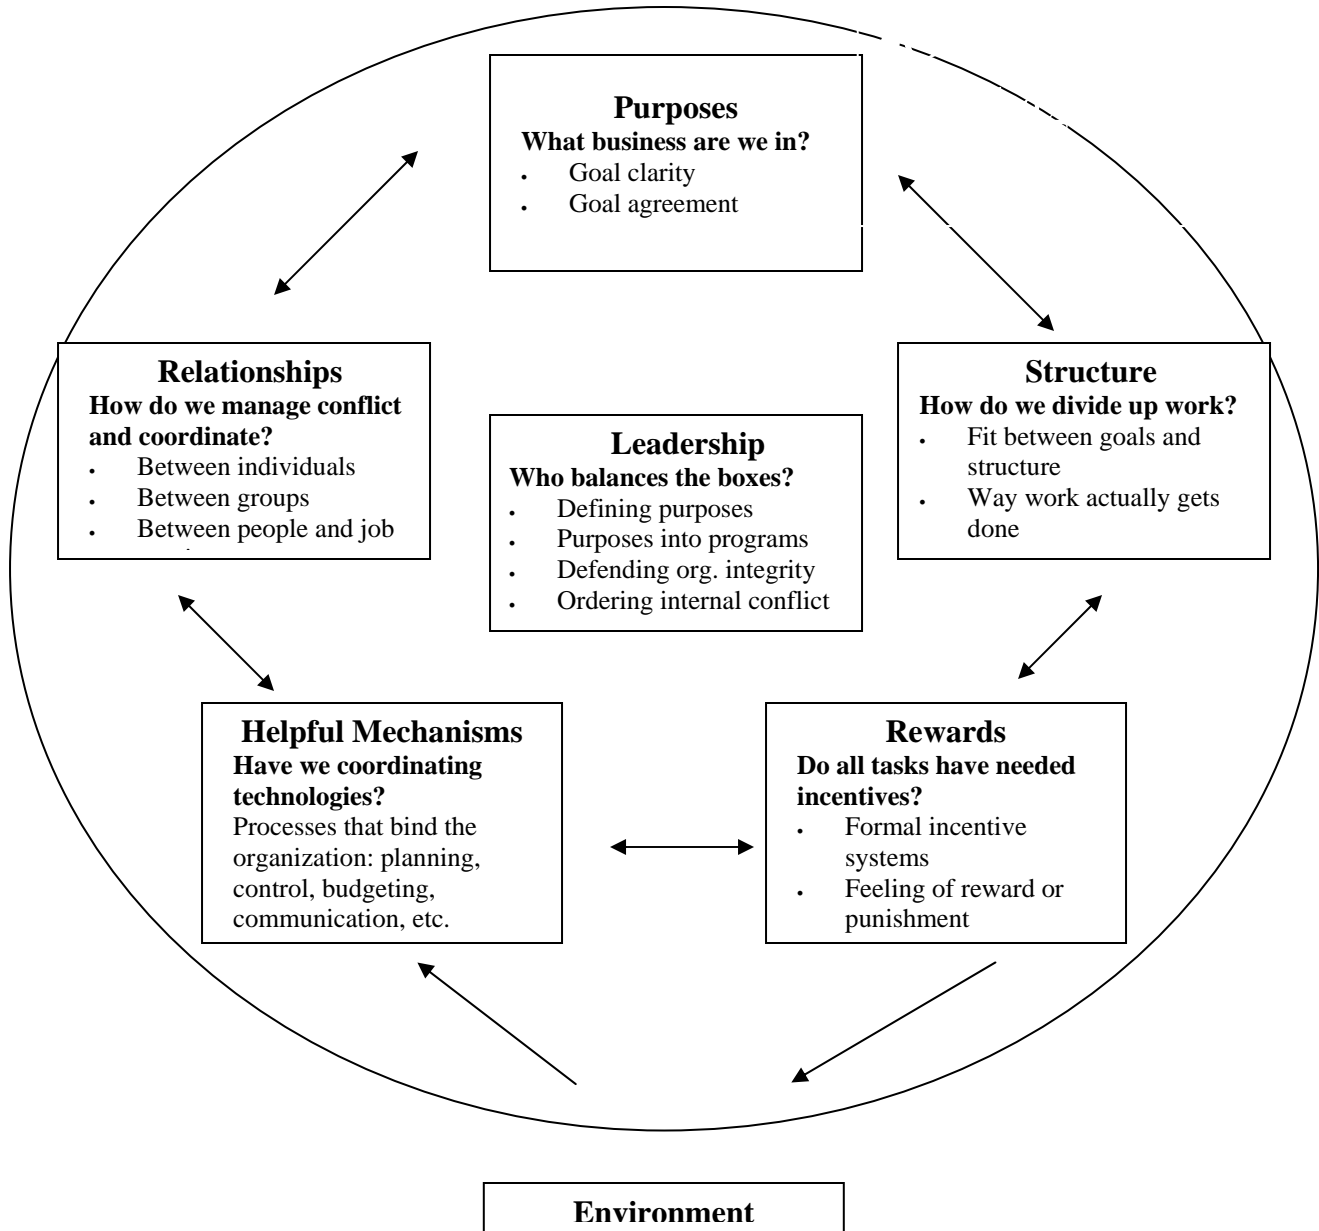 Purposes
What business are we in?
• Goal clarity
• Goal agreement
Relationships
How do we manage conflict
and coordinate?
• Between individuals
• Between groups
• Between people and job
Leadership
Who balances the boxes?
• Defining purposes
• Purposes into programs
• Defending org. integrity
• Ordering internal conflict
Structure
How do we divide up work?
• Fit between goals and
structure
• Way work actually gets
done
Helpful Mechanisms
Have we coordinating
technologies?
Processes that bind the
organization: planning,
control, budgeting,
communication, etc.
Rewards
Do all tasks have needed
incentives?
• Formal incentive
systems
• Feeling of reward or
punishment
Environment